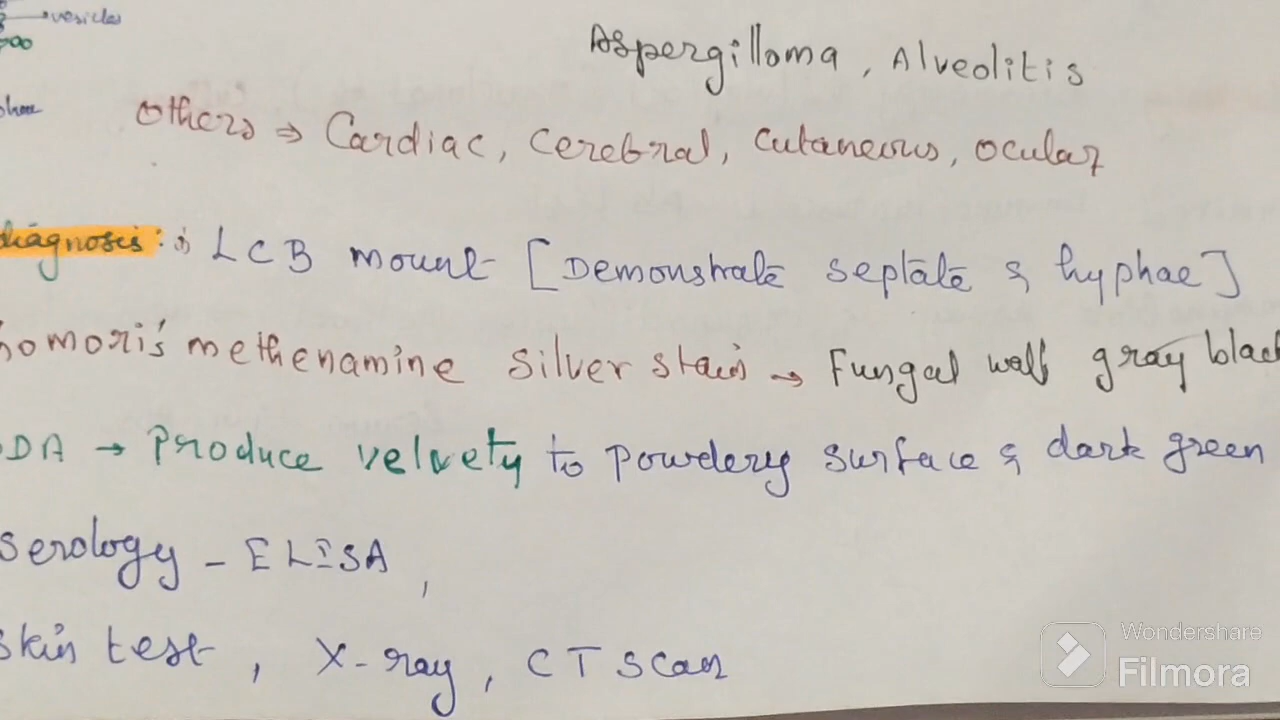 →vesicles
Aspergilloma, Alveolitis
Others ⇒ Cardiac, Cerebral, Cutaneous, Ocular
diagnosis: LCB mount [Demonstrate septate & hyphae]
omori's methenamine silver stain → Fungal wall gray black
DA → Produce velvety to powdery surface & dark green
Serology - ELISA,
Skin test, X-ray, CT Scan
Wondershare
Filmora